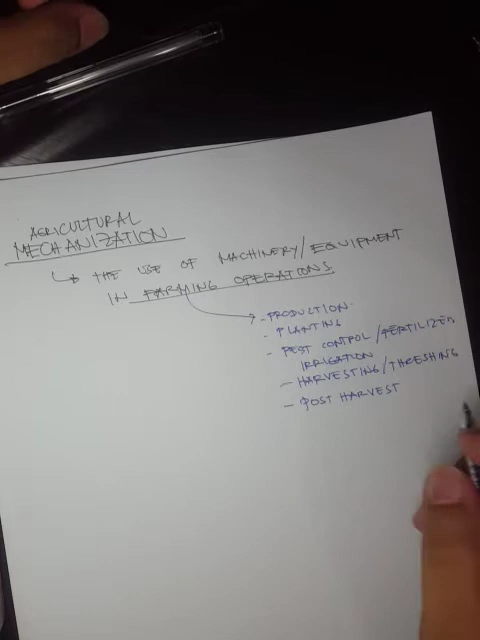 AGRICULTURAL
MECHANIZATION
↳ THE USE OF MACHINERY/EQUIPMENT
IN FARMING OPERATIONS
- PRODUCTION
- PLANTING
- PEST CONTROL/FERTILIZER
IRRIGATION
- HARVESTING/THRESHING
- POST HARVEST